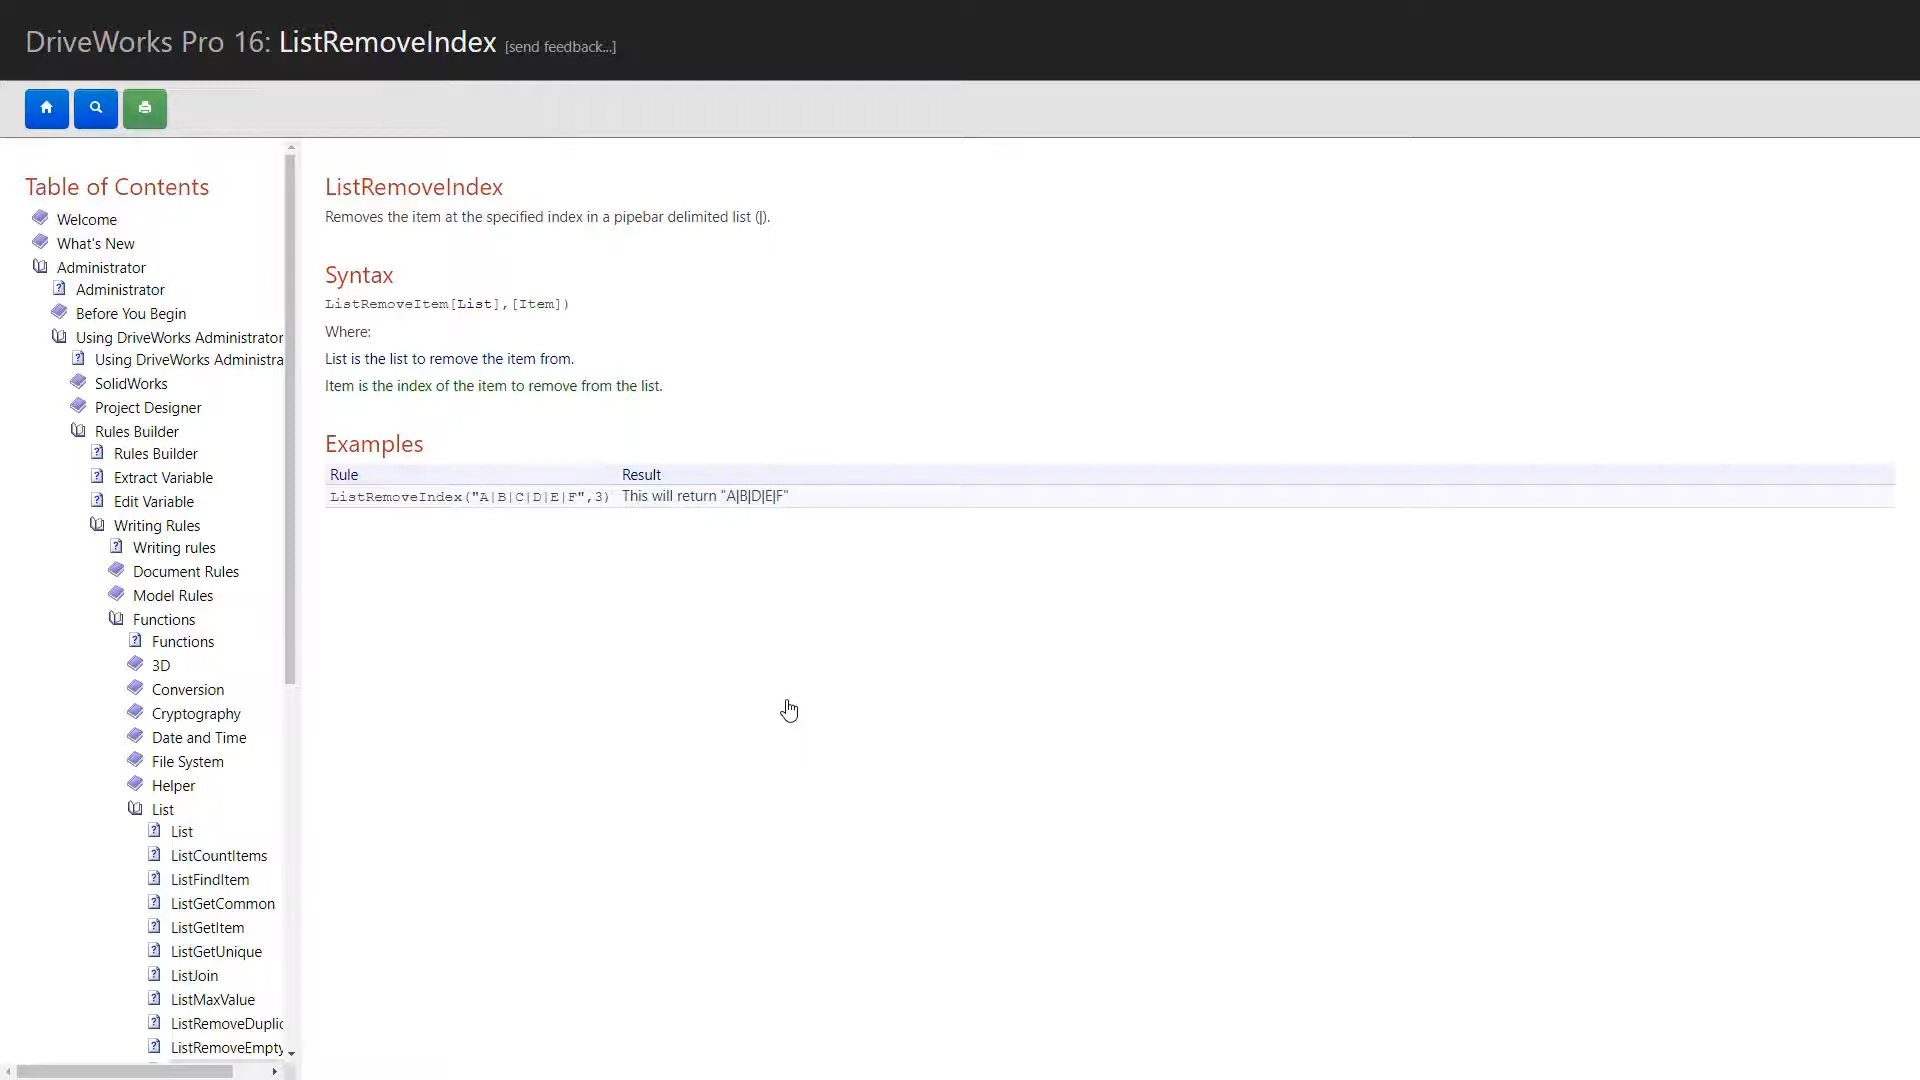 DriveWorks Pro 16: ListRemoveIndex [send feedback...]
Table of Contents
Welcome
What's New
Administrator
Administrator
Before You Begin
Using DriveWorks Administrator
Using DriveWorks Administra
SolidWorks
Project Designer
Rules Builder
Rules Builder
Extract Variable
Edit Variable
Writing Rules
Writing rules
Document Rules
Model Rules
Functions
Functions
3D
Conversion
Cryptography
Date and Time
File System
Helper
List
List
ListCountItems
ListFindItem
ListGetCommon
ListGetItem
ListGetUnique
ListJoin
ListMaxValue
ListRemoveDuplic
ListRemoveEmpty
ListRemoveIndex
Removes the item at the specified index in a pipebar delimited list (|).
Syntax
ListRemoveItem[List],[Item])
Where:
List is the list to remove the item from.
Item is the index of the item to remove from the list.
Examples
Rule Result
ListRemoveIndex("A|B|C|D|E|F",3) This will return "A|B|D|E|F"